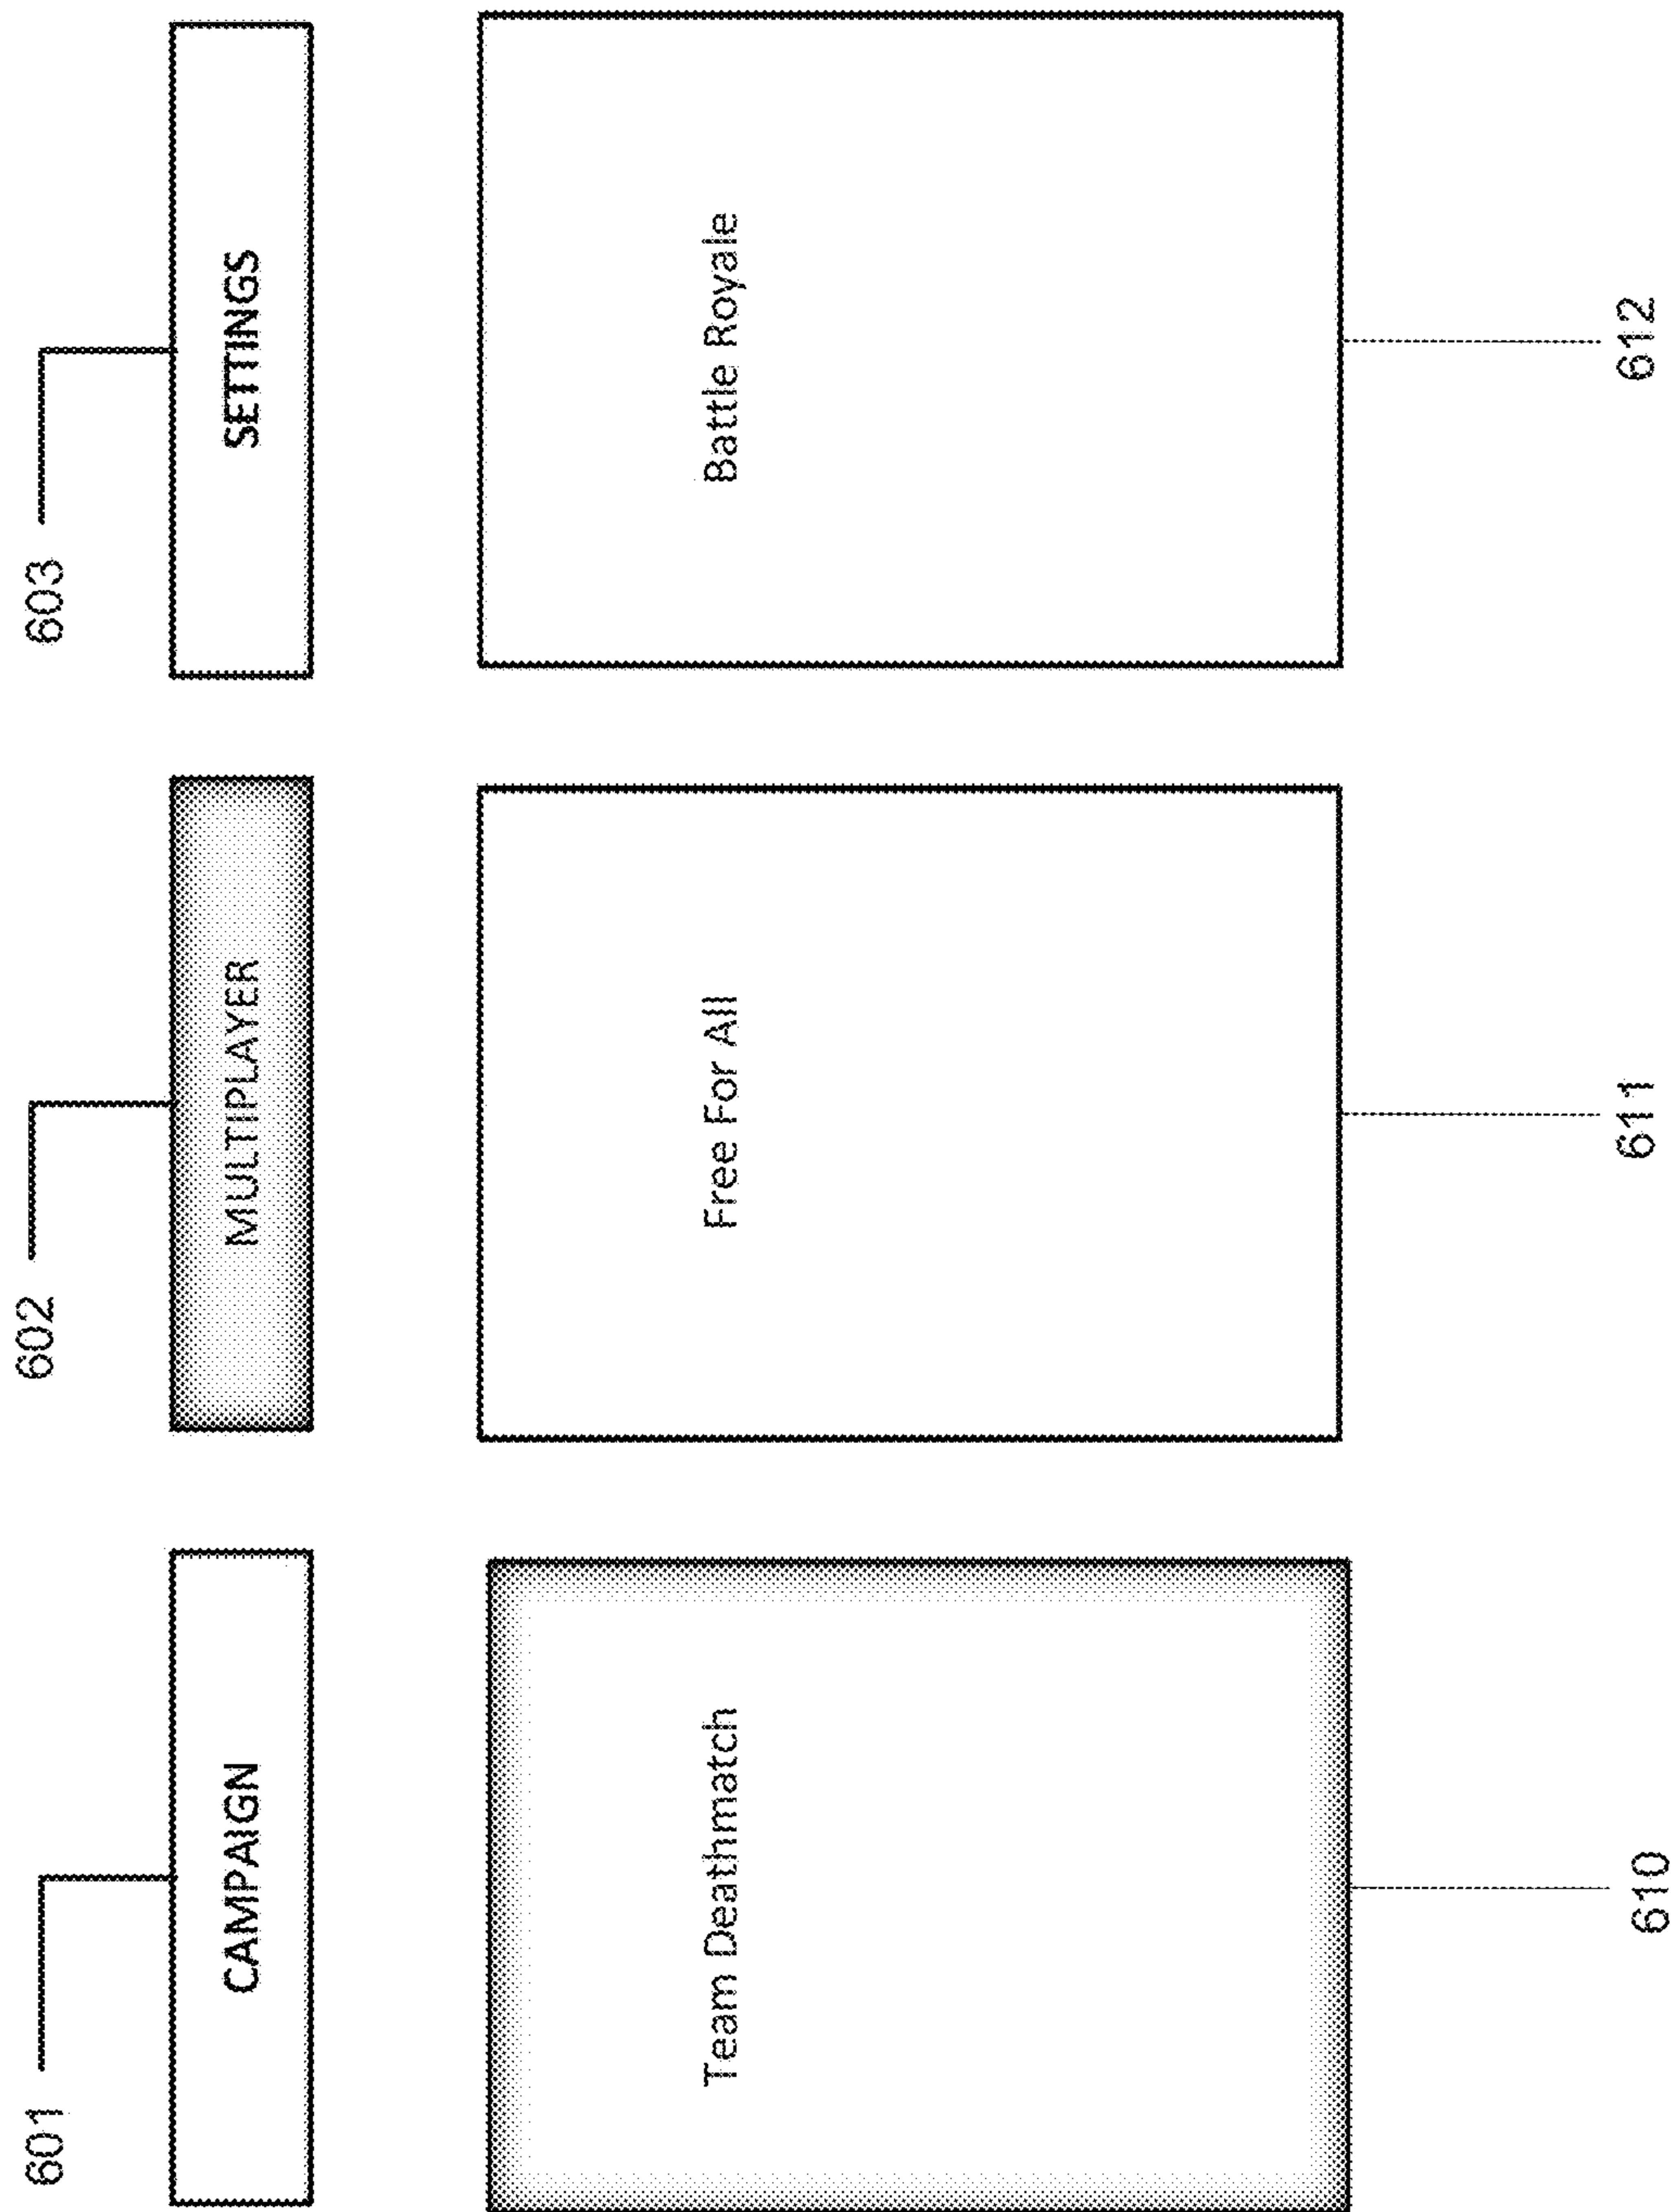 601
602
603
CAMPAIGN
MULTIPLAYER
SETTINGS
Team Deathmatch
Free For All
Battle Royale
610
611
612